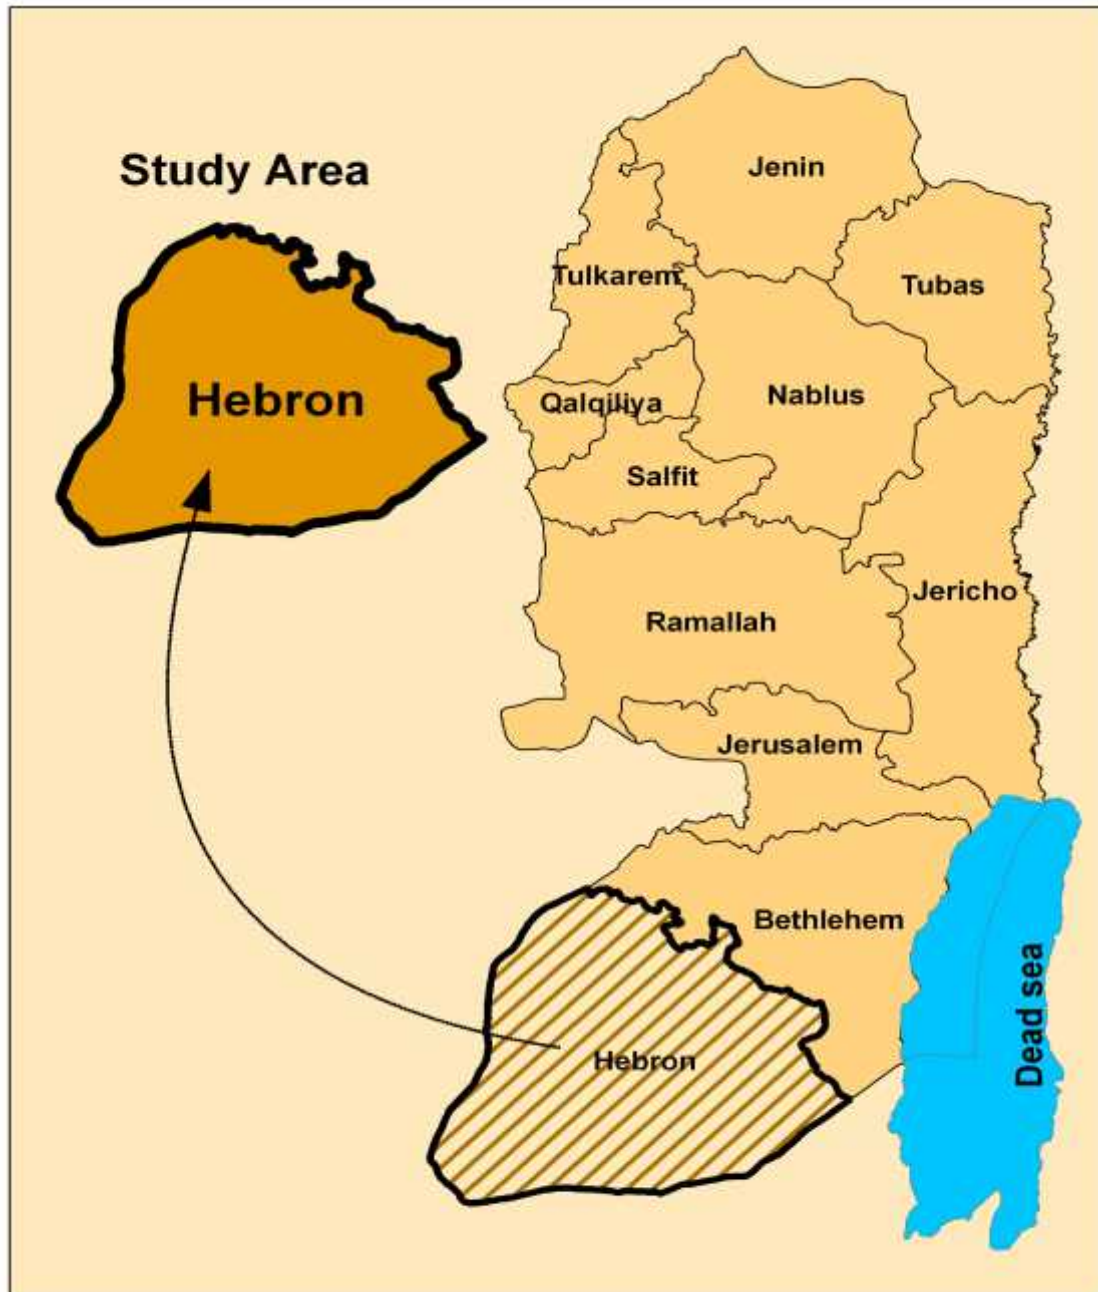 Study Area
Hebron
Jenin
Tulkarem
Tubas
Qalqiliya
Nablus
Salfit
Jericho
Ramallah
Jerusalem
Bethlehem
Dead sea
Hebron